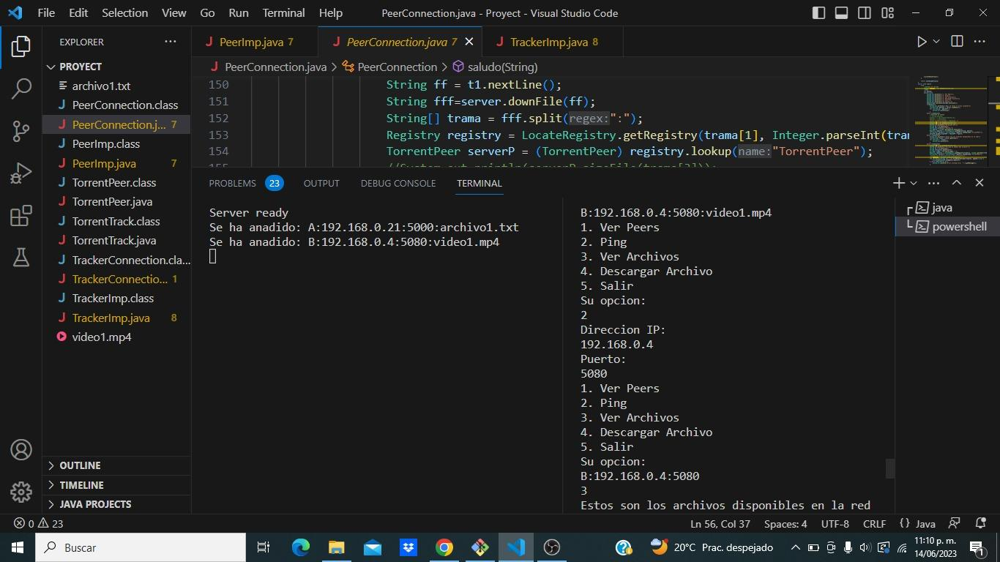 File Edit Selection View Go Run Terminal Help PeerConnection.java - Proyect - Visual Studio Code
EXPLORER
PROYECT
archivo1.txt
PeerConnection.class
PeerConnection.j... 7
PeerImp.class
PeerImp.java 7
TorrentPeer.class
TorrentPeer.java
TorrentTrack.class
TorrentTrack.java
TrackerConnection.cla...
TrackerConnectio... 1
TrackerImp.class
TrackerImp.java 8
video1.mp4
OUTLINE
TIMELINE
JAVA PROJECTS
PeerImp.java 7 PeerConnection.java 7 TrackerImp.java 8
PeerConnection.java > PeerConnection > saludo(String)
150 String ff = t1.nextLine();
151 String fff=server.downFile(ff);
152 String[] trama = fff.split(regex:":");
153 Registry registry = LocateRegistry.getRegistry(trama[1], Integer.parseInt(tram
154 TorrentPeer serverP = (TorrentPeer) registry.lookup(name:"TorrentPeer");
PROBLEMS 23 OUTPUT DEBUG CONSOLE TERMINAL
Server ready
Se ha anadido: A:192.168.0.21:5000:archivo1.txt
Se ha anadido: B:192.168.0.4:5080:video1.mp4
B:192.168.0.4:5080:video1.mp4
1. Ver Peers
2. Ping
3. Ver Archivos
4. Descargar Archivo
5. Salir
Su opcion:
2
Direccion IP:
192.168.0.4
Puerto:
5080
1. Ver Peers
2. Ping
3. Ver Archivos
4. Descargar Archivo
5. Salir
Su opcion:
B:192.168.0.4:5080
3
Estos son los archivos disponibles en la red
java
powershell
0 23 Ln 56, Col 37 Spaces: 4 UTF-8 CRLF {} Java
Buscar 20°C Prac. despejado 11:10 p. m.
14/06/2023 1